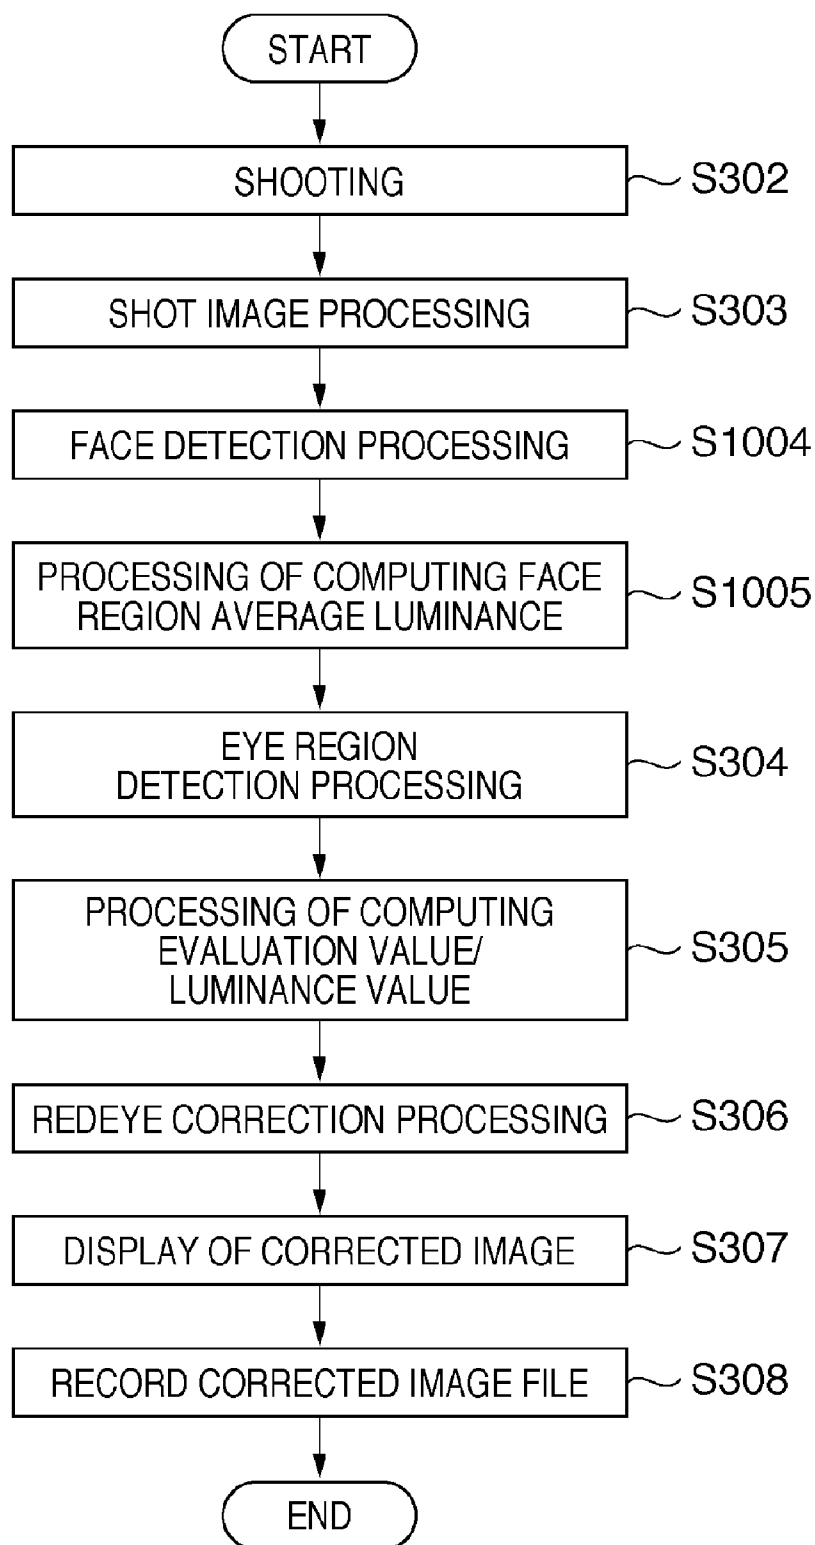 START
SHOOTING
S302
SHOT IMAGE PROCESSING
S303
FACE DETECTION PROCESSING
S1004
PROCESSING OF COMPUTING FACE
REGION AVERAGE LUMINANCE
S1005
EYE REGION
DETECTION PROCESSING
S304
PROCESSING OF COMPUTING
EVALUATION VALUE/
LUMINANCE VALUE
S305
REDEYE CORRECTION PROCESSING
S306
DISPLAY OF CORRECTED IMAGE
S307
RECORD CORRECTED IMAGE FILE
S308
END